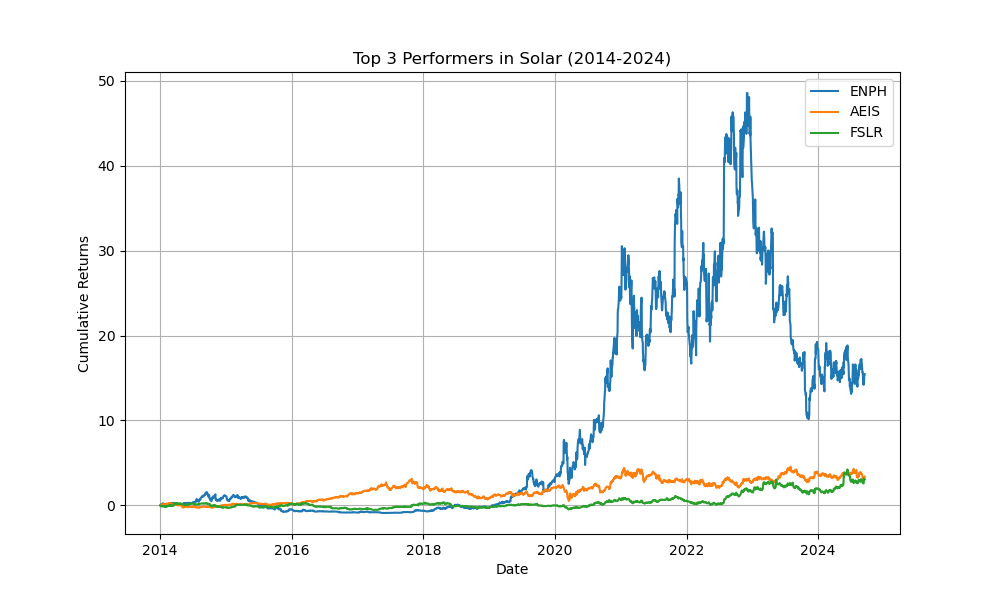 Top 3 Performers in Solar (2014-2024)
50
40
30
20
10
0
Cumulative Returns
ENPH
AEIS
FSLR
2014 2016 2018 2020 2022 2024
Date